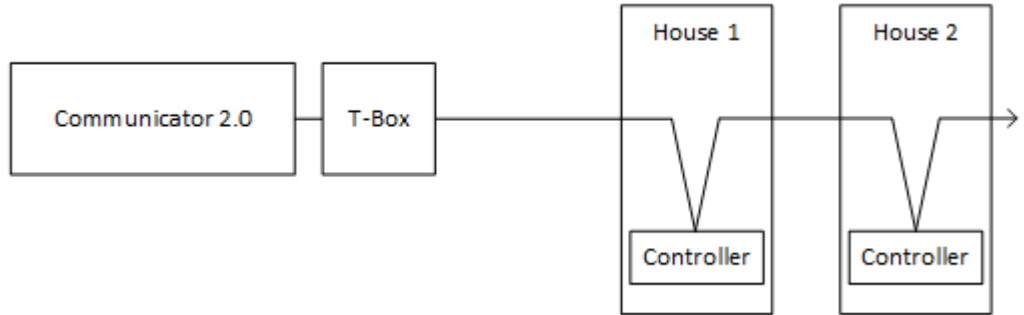 House 1
House 2
Communicator 2.0
T-Box
Controller
Controller